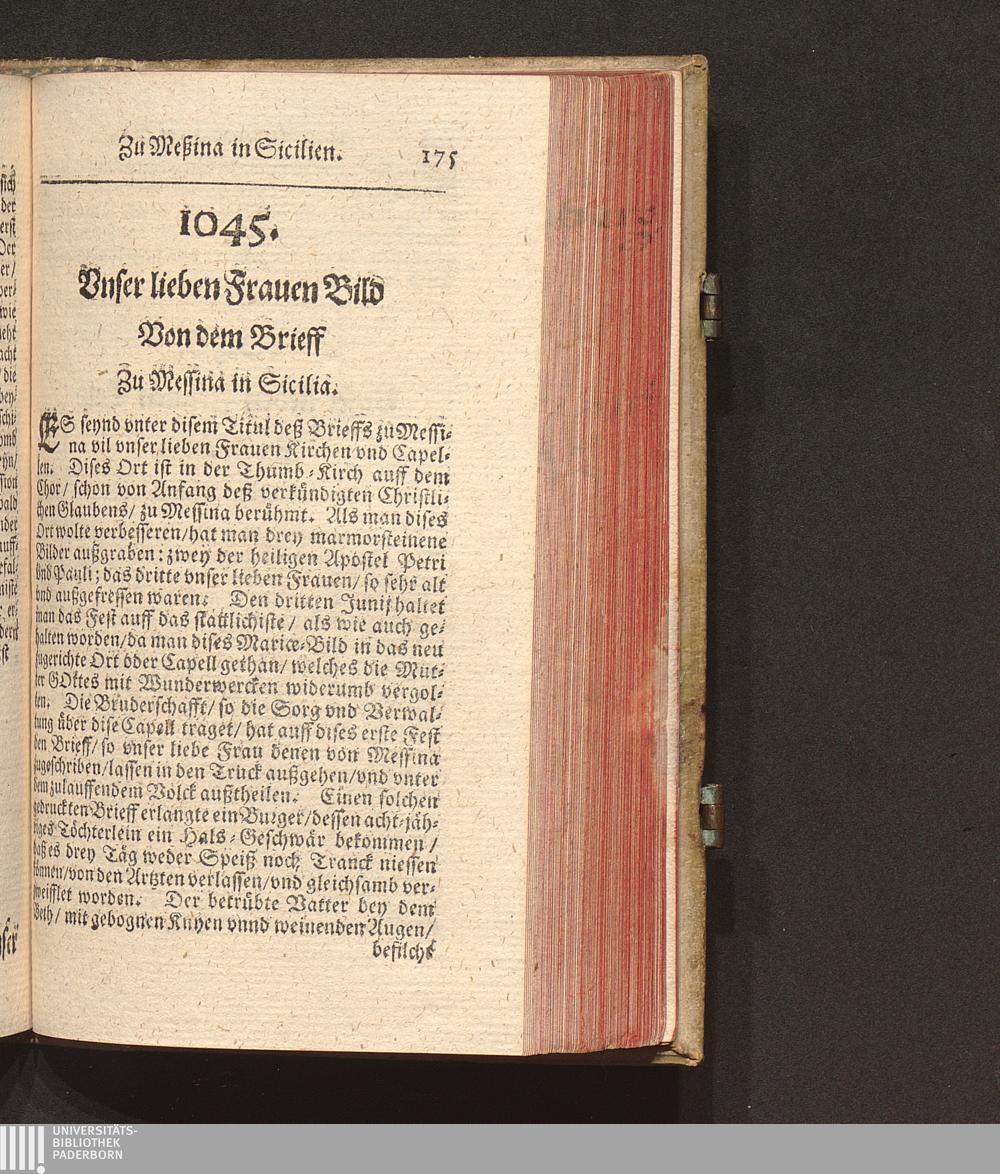 Zu Meßina in Sicilien. 175
1045.
Vnser lieben Frauen Bild
Von dem Brieff
Zu Messina in Sicilia.
ES seynd vnter disem Titul deß Brieffs zu Messi-
na vil vnser lieben Frauen Kirchen vnd Capel-
len. Dises Ort ist in der Thumb-Kirch auff dem
Chor/ schon von Anfang deß verkündigten Christli-
chen Glaubens/ zu Messina berühmt. Als man dises
Ort wolte verbesseren/hat man drey marmorsteinene
Bilder außgraben: zwey der heiligen Apostel Petri
vnd Pauli; das dritte vnser lieben Frauen/ so sehr alt
vnd außgefressen waren. Den dritten Junij haltet
man das Fest auff das stattlichiste/ als wie auch ge-
halten worden/da man dises Mariæ-Bild in das neu
zugerichte Ort oder Capell gethan/ welches die Mut-
ter GOttes mit Wunderwercken widerumb vergol-
ten. Die Bruderschafft/ so die Sorg vnd Verwal-
tung über dise Capell traget/ hat auff dises erste Fest
den Brieff/ so vnser liebe Frau denen von Messina
zugeschriben/lassen in den Truck außgehen/vnd vnter
dem zulauffendem Volck außtheilen. Einen solchen
gedruckten Brieff erlangte ein Burger/dessen acht-jäh-
riges Töchterlein ein Hals-Geschwär bekommen/
daß es drey Täg weder Speiß noch Tranck niessen
können/von den Artzten verlassen/vnd gleichsamb ver-
zweifflet worden. Der betrübte Vatter bey dem
Beth/ mit gebognen Knyen vnnd weinenden Augen/
befilcht
UNIVERSITÄTS-
BIBLIOTHEK
PADERBORN